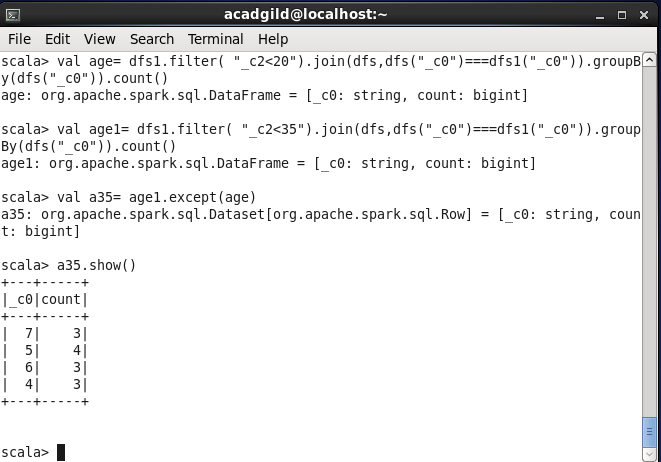 acadgild@localhost:~
File Edit View Search Terminal Help
scala> val age= dfs1.filter( "_c2<20").join(dfs,dfs("_c0")===dfs1("_c0")).groupB
y(dfs("_c0")).count()
age: org.apache.spark.sql.DataFrame = [_c0: string, count: bigint]
scala> val age1= dfs1.filter( "_c2<35").join(dfs,dfs("_c0")===dfs1("_c0")).group
By(dfs("_c0")).count()
age1: org.apache.spark.sql.DataFrame = [_c0: string, count: bigint]
scala> val a35= age1.except(age)
a35: org.apache.spark.sql.Dataset[org.apache.spark.sql.Row] = [_c0: string, coun
t: bigint]
scala> a35.show()
+---+-----+
|_c0|count|
+---+-----+
|  7|    3|
|  5|    4|
|  6|    3|
|  4|    3|
+---+-----+
scala>